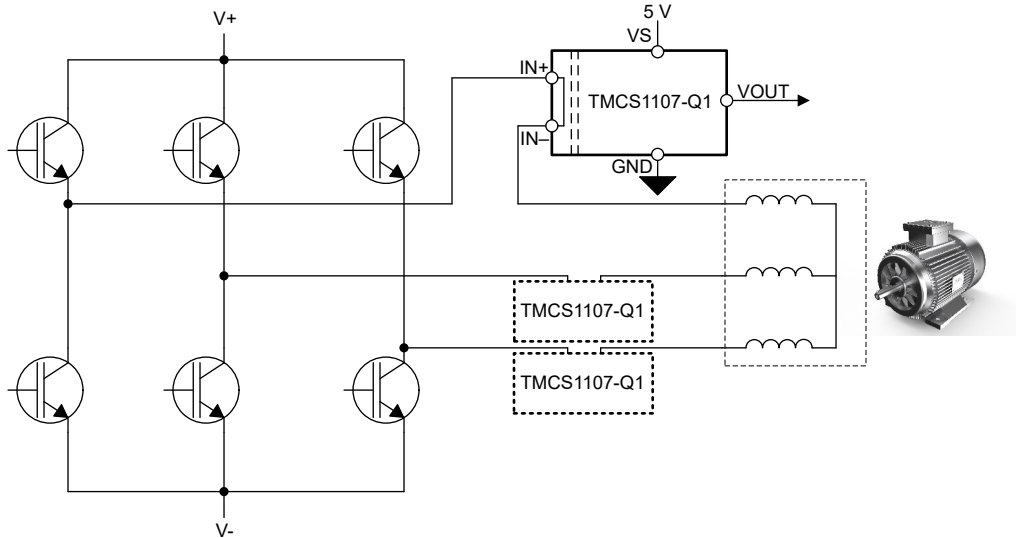 V+
5 V
VS
IN+
TMCS1107-Q1
VOUT
IN–
GND
TMCS1107-Q1
TMCS1107-Q1
V-